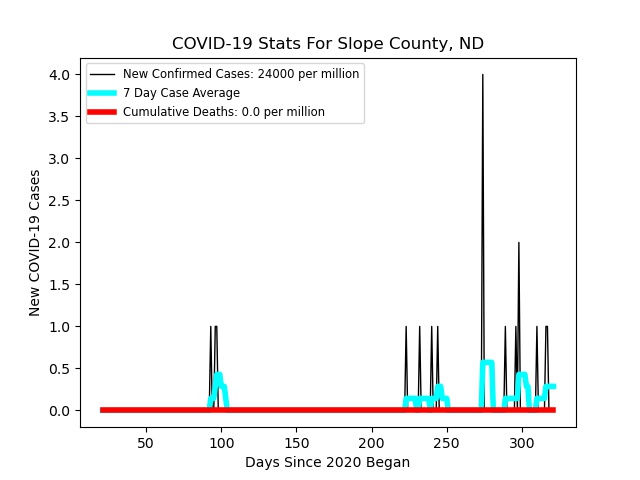 COVID-19 Stats For Slope County, ND
New Confirmed Cases: 24000 per million
7 Day Case Average
Cumulative Deaths: 0.0 per million
New COVID-19 Cases
4.0
3.5
3.0
2.5
2.0
1.5
1.0
0.5
0.0
50 100 150 200 250 300
Days Since 2020 Began